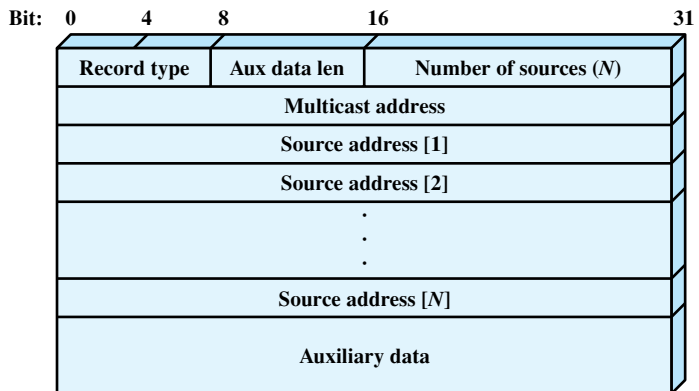 Bit: 0 4 8 16 31
Record type Aux data len Number of sources (N)
Multicast address
Source address [1]
Source address [2]
.
.
.
Source address [N]
Auxiliary data